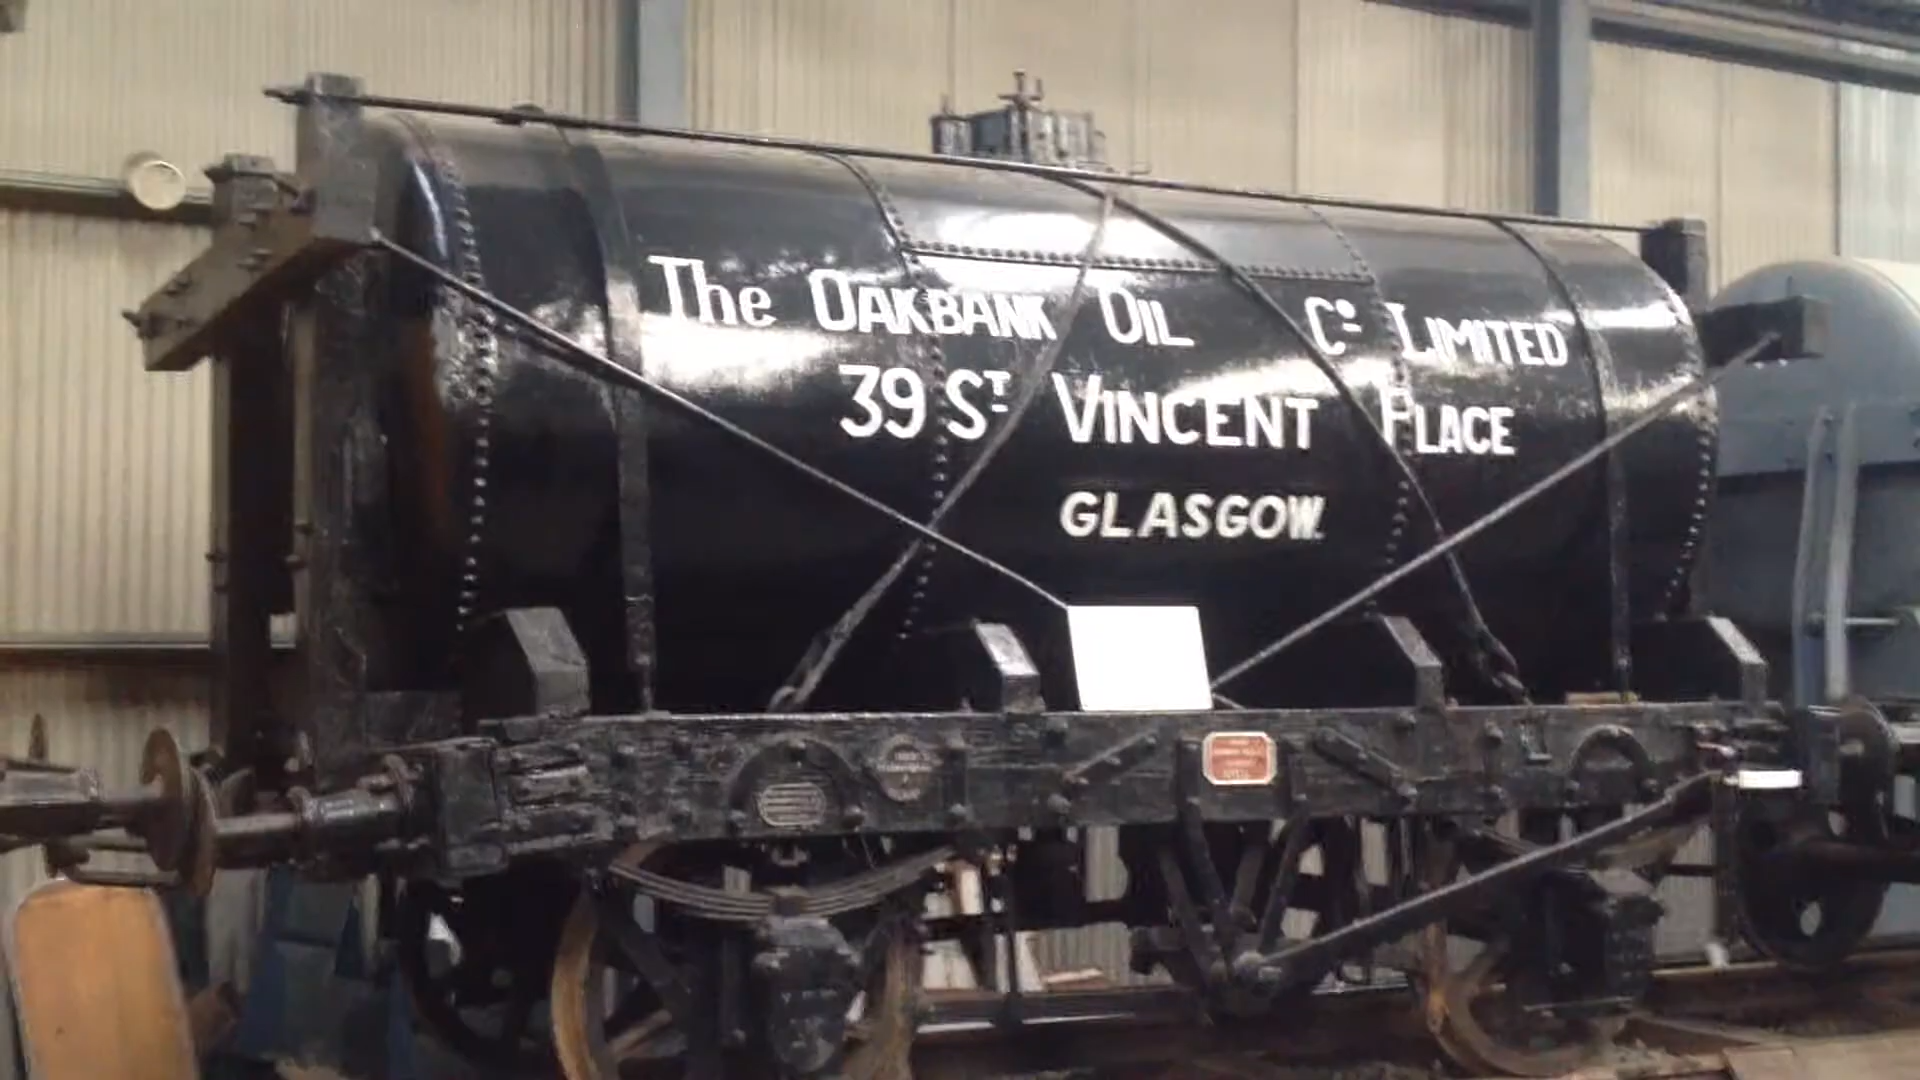 The OAKBANK OIL Cº LIMITED
39 ST VINCENT PLACE
GLASGOW.